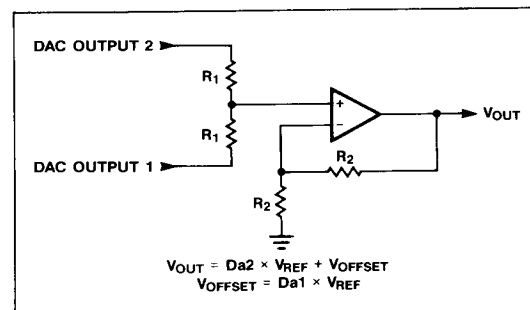 DAC OUTPUT 2
R1
R1
DAC OUTPUT 1
+
−
VOUT
R2
R2
VOUT = Da2 × VREF + VOFFSET
VOFFSET = Da1 × VREF